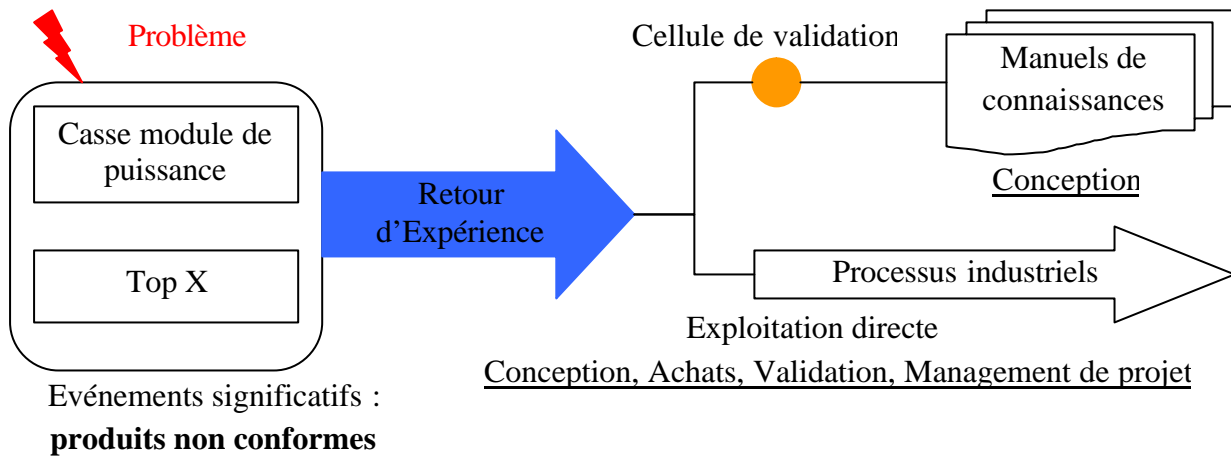 Problème
Casse module de
puissance
Top X
Evénements significatifs :
produits non conformes
Retour
d’Expérience
Cellule de validation
Manuels de
connaissances
Conception
Processus industriels
Exploitation directe
Conception, Achats, Validation, Management de projet